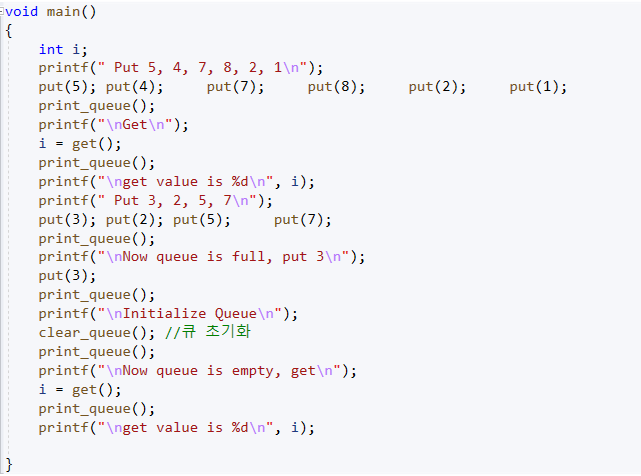 void main()
{
    int i;
    printf(" Put 5, 4, 7, 8, 2, 1\n");
    put(5); put(4);     put(7);     put(8);     put(2);     put(1);
    print_queue();
    printf("\nGet\n");
    i = get();
    print_queue();
    printf("\nget value is %d\n", i);
    printf(" Put 3, 2, 5, 7\n");
    put(3); put(2); put(5);     put(7);
    print_queue();
    printf("\nNow queue is full, put 3\n");
    put(3);
    print_queue();
    printf("\nInitialize Queue\n");
    clear_queue(); //큐 초기화
    print_queue();
    printf("\nNow queue is empty, get\n");
    i = get();
    print_queue();
    printf("\nget value is %d\n", i);
}